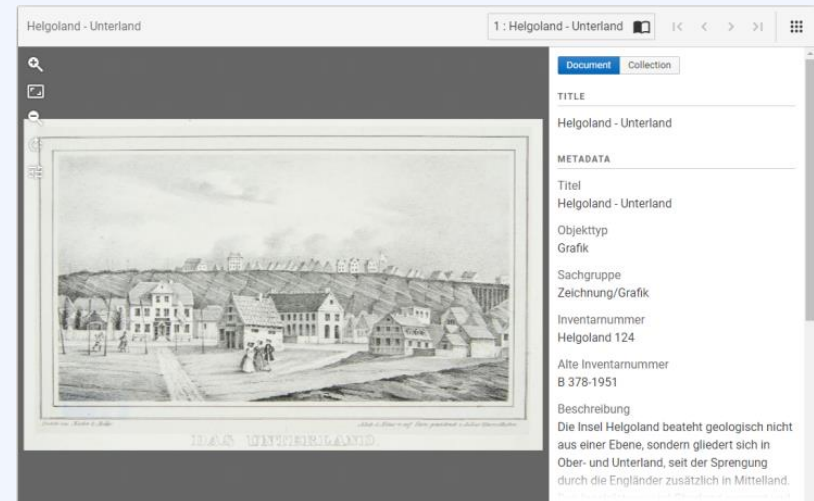 Helgoland - Unterland
1 : Helgoland - Unterland
Document Collection
TITLE
Helgoland - Unterland
METADATA
Titel
Helgoland - Unterland
Objekttyp
Grafik
Sachgruppe
Zeichnung/Grafik
Inventarnummer
Helgoland 124
Alte Inventarnummer
B 378-1951
Beschreibung
Die Insel Helgoland beateht geologisch nicht
aus einer Ebene, sondern gliedert sich in
Ober- und Unterland, seit der Sprengung
durch die Engländer zusätzlich in Mittelland.
DAS UNTERLAND.